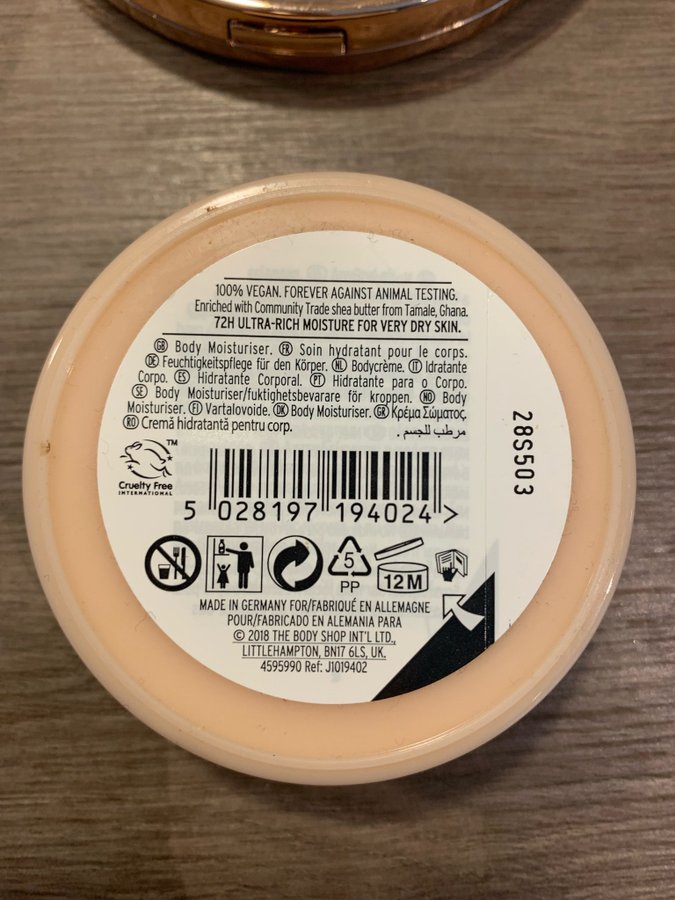 100% VEGAN. FOREVER AGAINST ANIMAL TESTING.
Enriched with Community Trade shea butter from Tamale, Ghana.
72H ULTRA-RICH MOISTURE FOR VERY DRY SKIN.
GB Body Moisturiser. FR Soin hydratant pour le corps.
DE Feuchtigkeitspflege für den Körper. NL Bodycrème. IT Idratante
Corpo. ES Hidratante Corporal. PT Hidratante para o Corpo.
SE Body Moisturiser/fuktighetsbevarare för kroppen. NO Body
Moisturiser. FI Vartalovoide. DK Body Moisturiser. GR Κρέμα Σώματος.
RO Cremă hidratantă pentru corp. مرطب للجسم.
Cruelty Free TM
INTERNATIONAL
5 028197 194024 >
5
PP
12M
MADE IN GERMANY FOR/FABRIQUÉ EN ALLEMAGNE
POUR/FABRICADO EN ALEMANIA PARA
© 2018 THE BODY SHOP INT'L LTD.,
LITTLEHAMPTON, BN17 6LS, UK.
4595990 Ref: J1019402
28S503